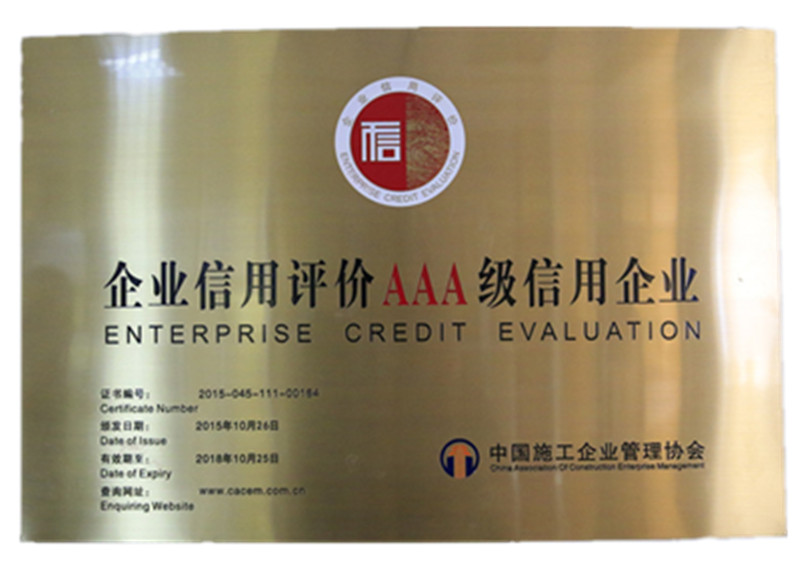 企业信用评价
信
ENTERPRISE CREDIT EVALUATION
企业信用评价AAA级信用企业
ENTERPRISE CREDIT EVALUATION
证书编号: 2015-045-111-00184
Certificate Number
颁发日期: 2015年10月26日
Date of Issue
有效期至: 2018年10月25日
Date of Expiry
查询网址: www.cacem.com.cn
Enquiring Website
中国施工企业管理协会
China Association Of Construction Enterprise Management